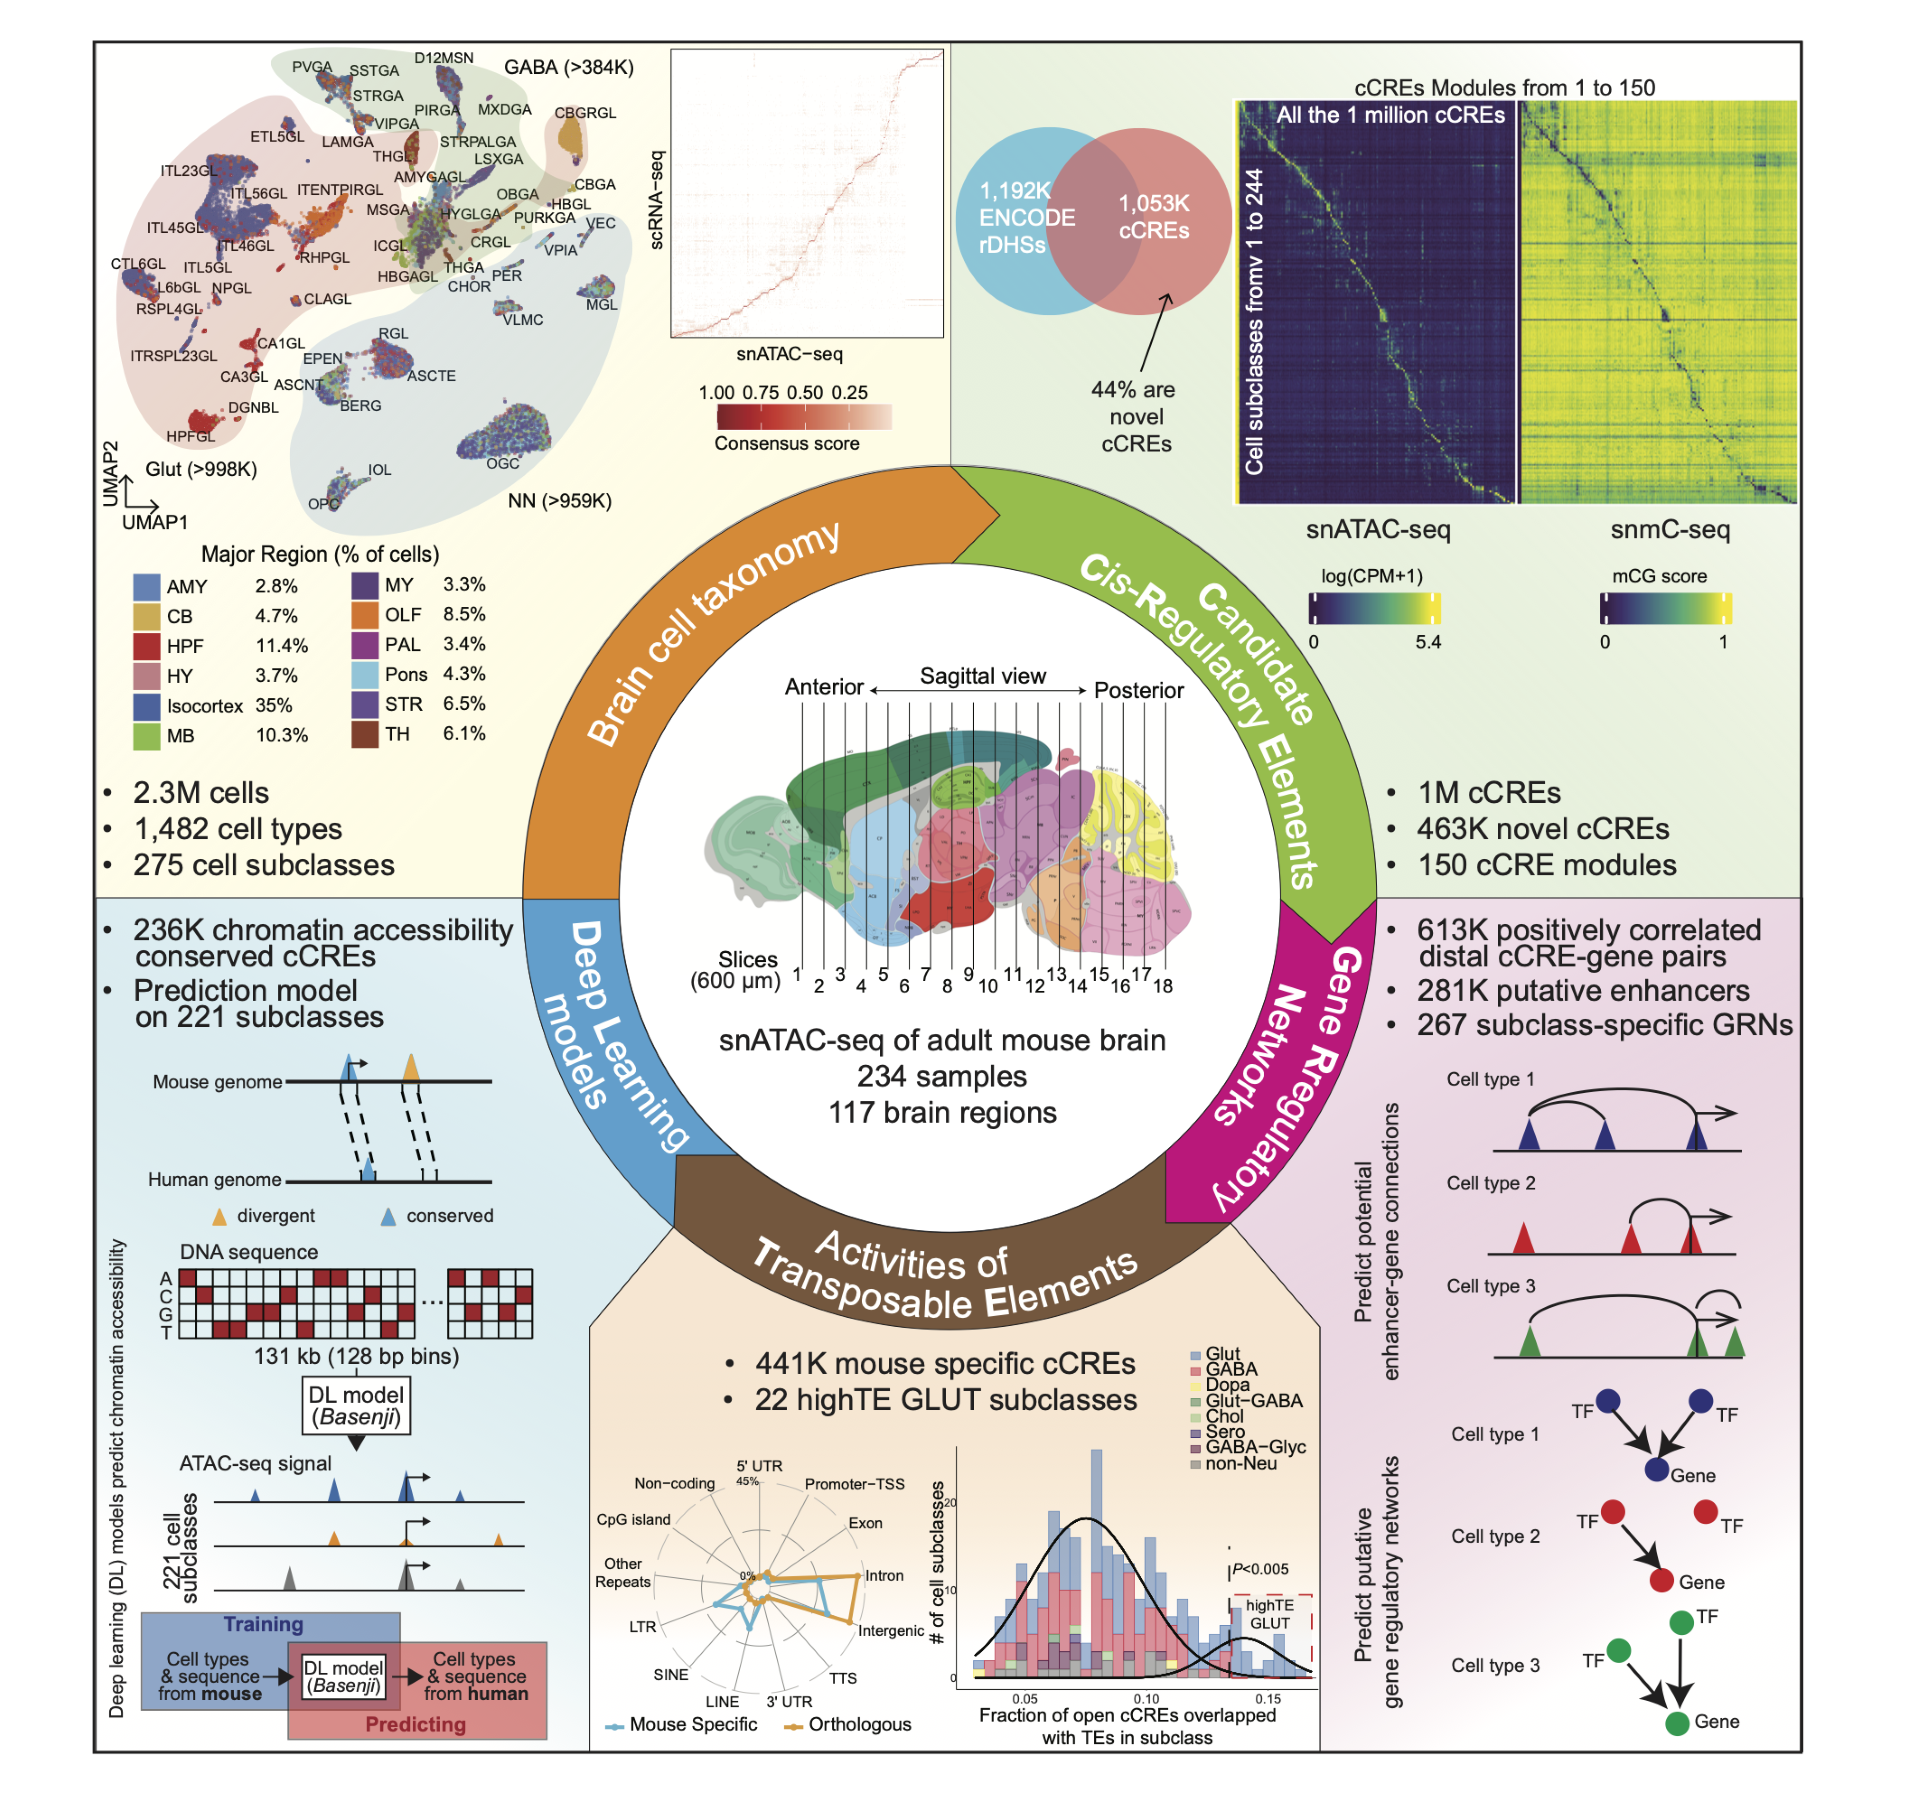 PVGA
SSTGA
STRGA
D12MSN
GABA (>384K)
PIRGA
MXDGA
VIPGA
CBGRGL
ETL5GL
LAMGA
THGL
STRPALGA
LSXGA
ITL23GL
AMYGAGL
ITL56GL
ITENTPIRGL
OBGA
CBGA
HBGL
MSGA
HYGLGA
PURKGA
VEC
ITL45GL
ITL46GL
ICGL
CRGL
VPIA
RHPGL
CTL6GL
ITL5GL
HBGAGL
THGA
PER
CHOR
L6bGL
NPGL
CLAGL
MGL
RSPL4GL
VLMC
ITRSPL23GL
CA1GL
RGL
EPEN
CA3GL
ASCNT
ASCTE
DGNBL
BERG
HPFGL
Glut (>998K)
IOL
OGC
OPC
NN (>959K)
UMAP2
UMAP1
scRNA−seq
snATAC−seq
1.00 0.75 0.50 0.25
Consensus score
Major Region (% of cells)
AMY 2.8%
CB 4.7%
HPF 11.4%
HY 3.7%
Isocortex 35%
MB 10.3%
MY 3.3%
OLF 8.5%
PAL 3.4%
Pons 4.3%
STR 6.5%
TH 6.1%
• 2.3M cells
• 1,482 cell types
• 275 cell subclasses
1,192K
ENCODE
rDHSs
1,053K
cCREs
44% are
novel
cCREs
cCREs Modules from 1 to 150
All the 1 million cCREs
Cell subclasses fromv 1 to 244
snATAC-seq
log(CPM+1)
0 5.4
snmC-seq
mCG score
0 1
• 1M cCREs
• 463K novel cCREs
• 150 cCRE modules
Brain cell taxonomy
Candidate
Cis-Regulatory Elements
Gene Rregulatory
Networks
Activities of
Transposable Elements
Deep Learning
models
Sagittal view
Anterior
Posterior
Slices
(600 µm)
1 2 3 4 5 6 7 8 9 10 11 12 13 14 15 16 17 18
snATAC-seq of adult mouse brain
234 samples
117 brain regions
• 236K chromatin accessibility
conserved cCREs
• Prediction model
on 221 subclasses
Mouse genome
Human genome
divergent
conserved
Deep learning (DL) models predict chromatin accessibility
DNA sequence
A
C
G
T
...
131 kb (128 bp bins)
DL model
(Basenji)
ATAC-seq signal
221 cell
subclasses
Training
Cell types
& sequence
from mouse
DL model
(Basenji)
Cell types
& sequence
from human
Predicting
• 441K mouse specific cCREs
• 22 highTE GLUT subclasses
5' UTR
45%
Promoter−TSS
Exon
Intron
Intergenic
TTS
3' UTR
LINE
SINE
LTR
Other
Repeats
CpG island
Non−coding
0%
Mouse Specific
Orthologous
Glut
GABA
Dopa
Glut−GABA
Chol
Sero
GABA−Glyc
non−Neu
# of cell subclasses
20
10
0
P<0.005
highTE
GLUT
0.05 0.10 0.15
Fraction of open cCREs overlapped
with TEs in subclass
• 613K positively correlated
distal cCRE-gene pairs
• 281K putative enhancers
• 267 subclass-specific GRNs
Predict potential
enhancer-gene connections
Cell type 1
Cell type 2
Cell type 3
Predict putative
gene regulatory networks
Cell type 1
TF
TF
Gene
Cell type 2
TF
TF
Gene
Cell type 3
TF
TF
Gene